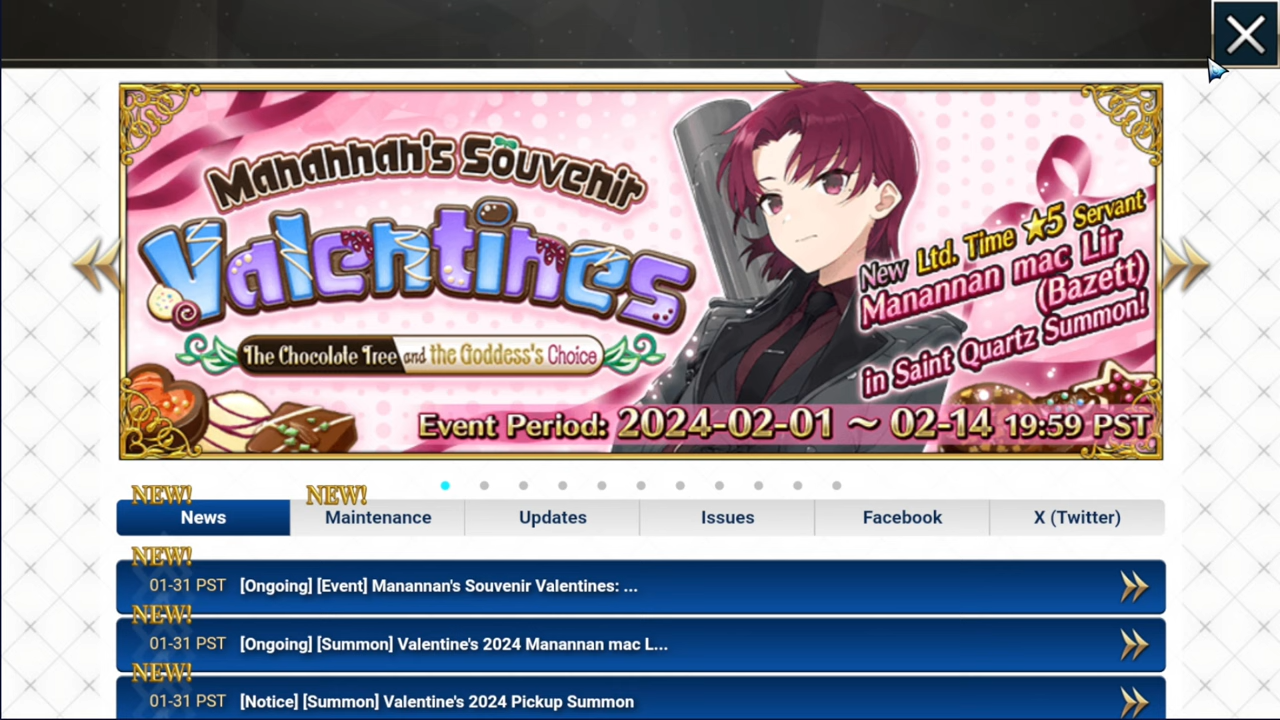 Manannan's Souvenir
Valentines
The Chocolate Tree and the Goddess's Choice
New Ltd. Time ★5 Servant
Manannan mac Lir
(Bazett)
in Saint Quartz Summon!
Event Period: 2024-02-01 ~ 02-14 19:59 PST
NEW! NEW!
News Maintenance Updates Issues Facebook X (Twitter)
NEW!
01-31 PST [Ongoing] [Event] Manannan's Souvenir Valentines: ...
NEW!
01-31 PST [Ongoing] [Summon] Valentine's 2024 Manannan mac L...
NEW!
01-31 PST [Notice] [Summon] Valentine's 2024 Pickup Summon